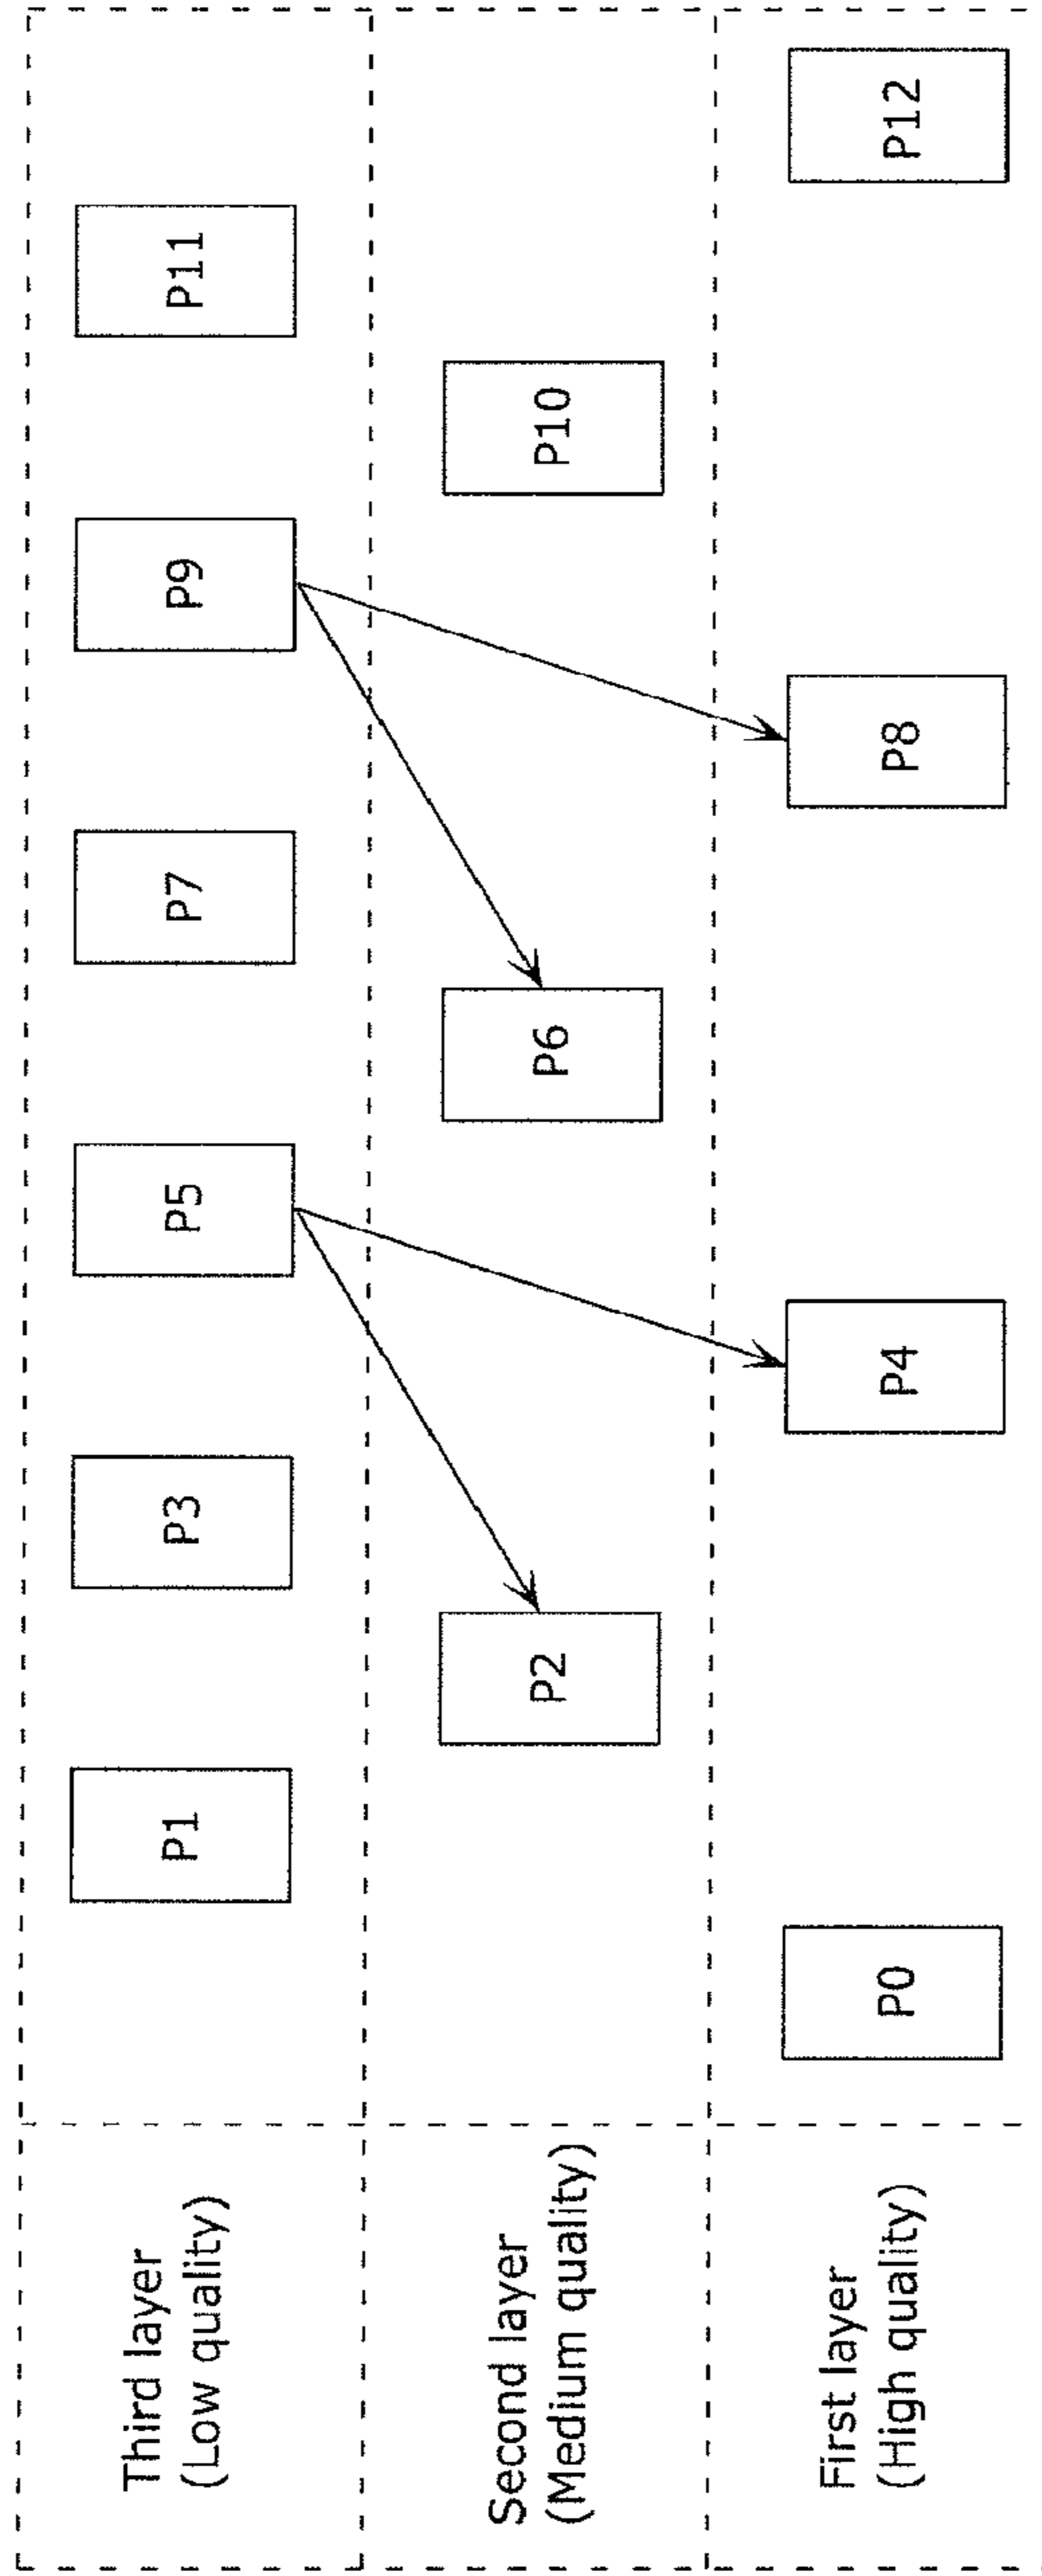 Third layer
(Low quality)
P1
P3
P5
P7
P9
P11
Second layer
(Medium quality)
P2
P6
P10
First layer
(High quality)
P0
P4
P8
P12